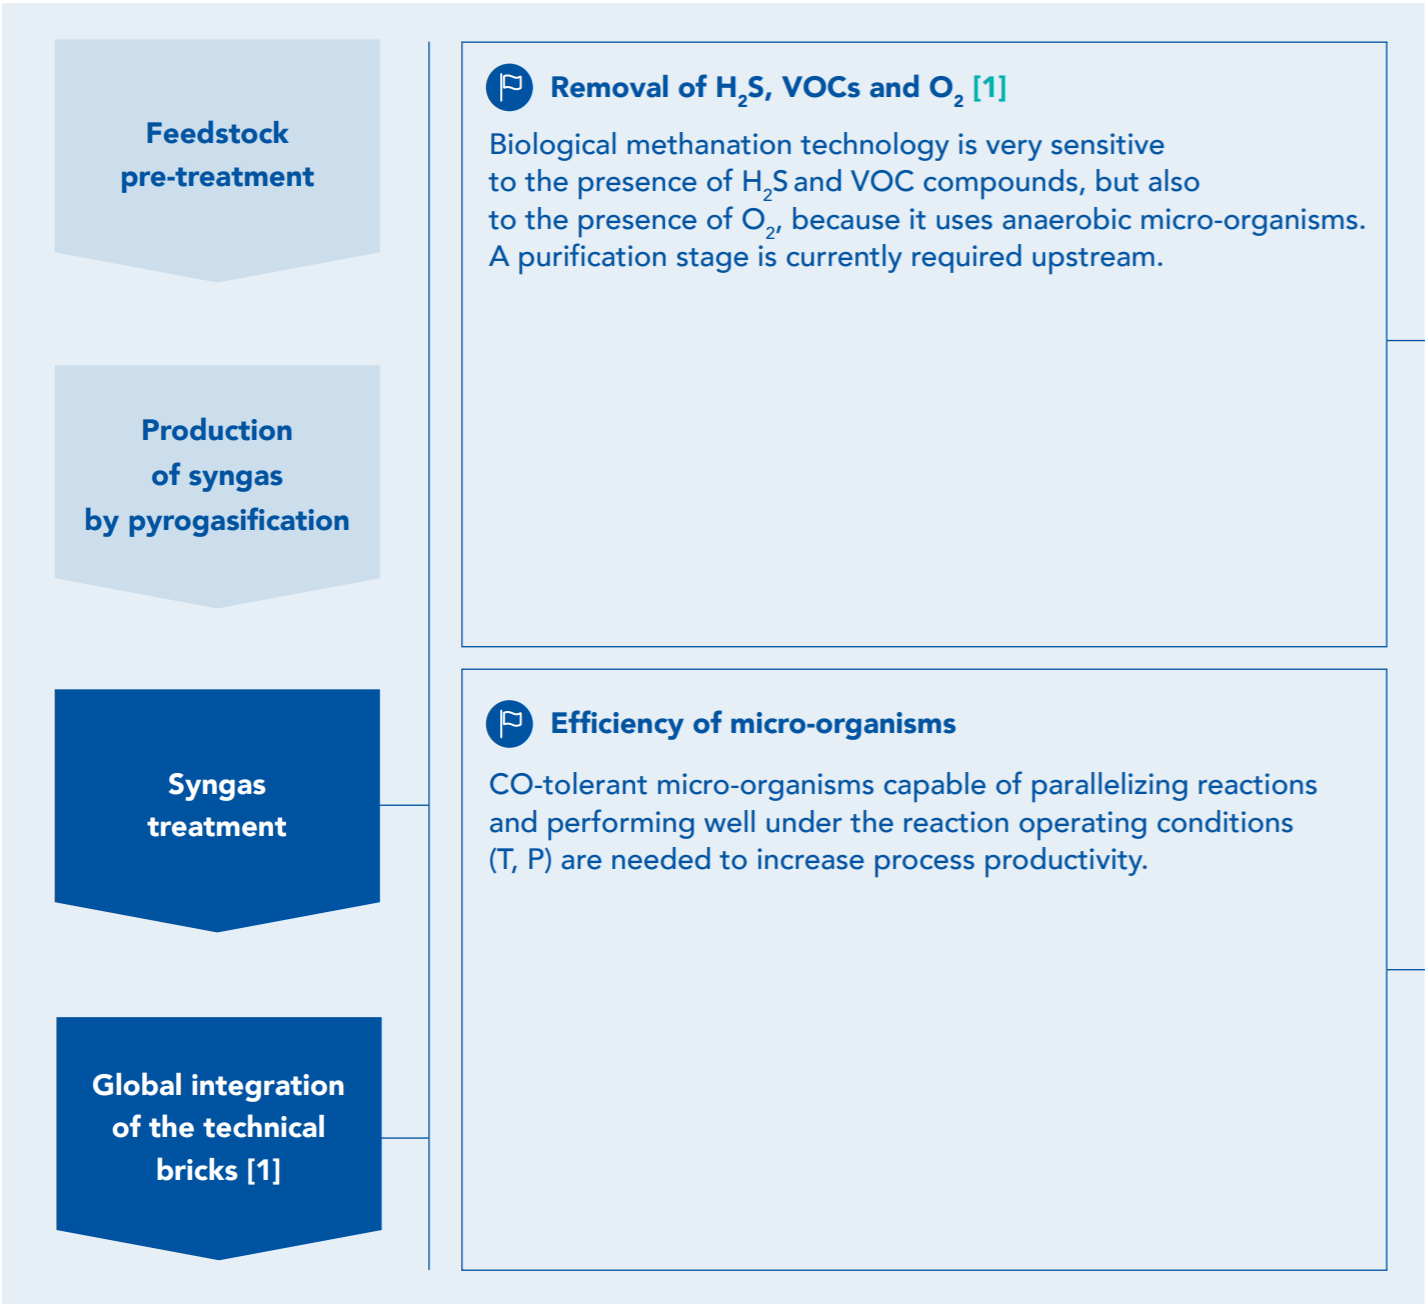 Feedstock
pre-treatment
Production
of syngas
by pyrogasification
Syngas
treatment
Global integration
of the technical
bricks [1]
Removal of H₂S, VOCs and O₂ [1]
Biological methanation technology is very sensitive
to the presence of H₂S and VOC compounds, but also
to the presence of O₂, because it uses anaerobic micro-organisms.
A purification stage is currently required upstream.
Efficiency of micro-organisms
CO-tolerant micro-organisms capable of parallelizing reactions
and performing well under the reaction operating conditions
(T, P) are needed to increase process productivity.